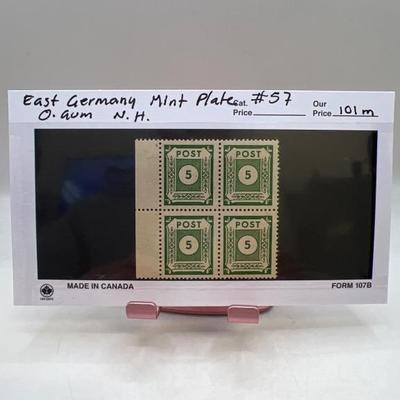 East Germany Mint Plate Cat. Price #57 Our Price 101m
O. Gum N.H.
POST POST
5 5
POST POST
5 5
MADE IN CANADA FORM 107B